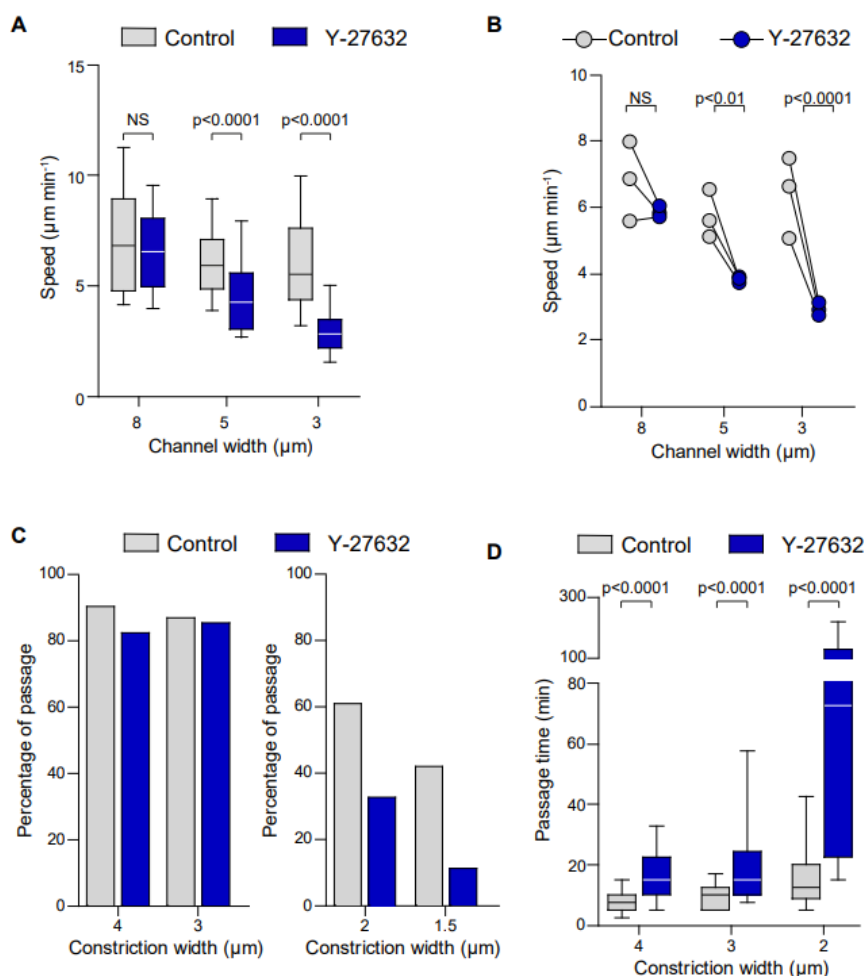 A
Control Y-27632
15
10
5
0
Speed (µm min⁻¹)
NS
p<0.0001
p<0.0001
8 5 3
Channel width (µm)
B
Control Y-27632
10
8
6
4
2
0
Speed (µm min⁻¹)
NS
p<0.01
p<0.0001
8 5 3
Channel width (µm)
C
Control Y-27632
100
80
60
40
20
0
Percentage of passage
4 3
Constriction width (µm)
100
80
60
40
20
0
Percentage of passage
2 1.5
Constriction width (µm)
D
Control Y-27632
p<0.0001 p<0.0001 p<0.0001
300
100
80
60
40
20
0
Passage time (min)
4 3 2
Constriction width (µm)